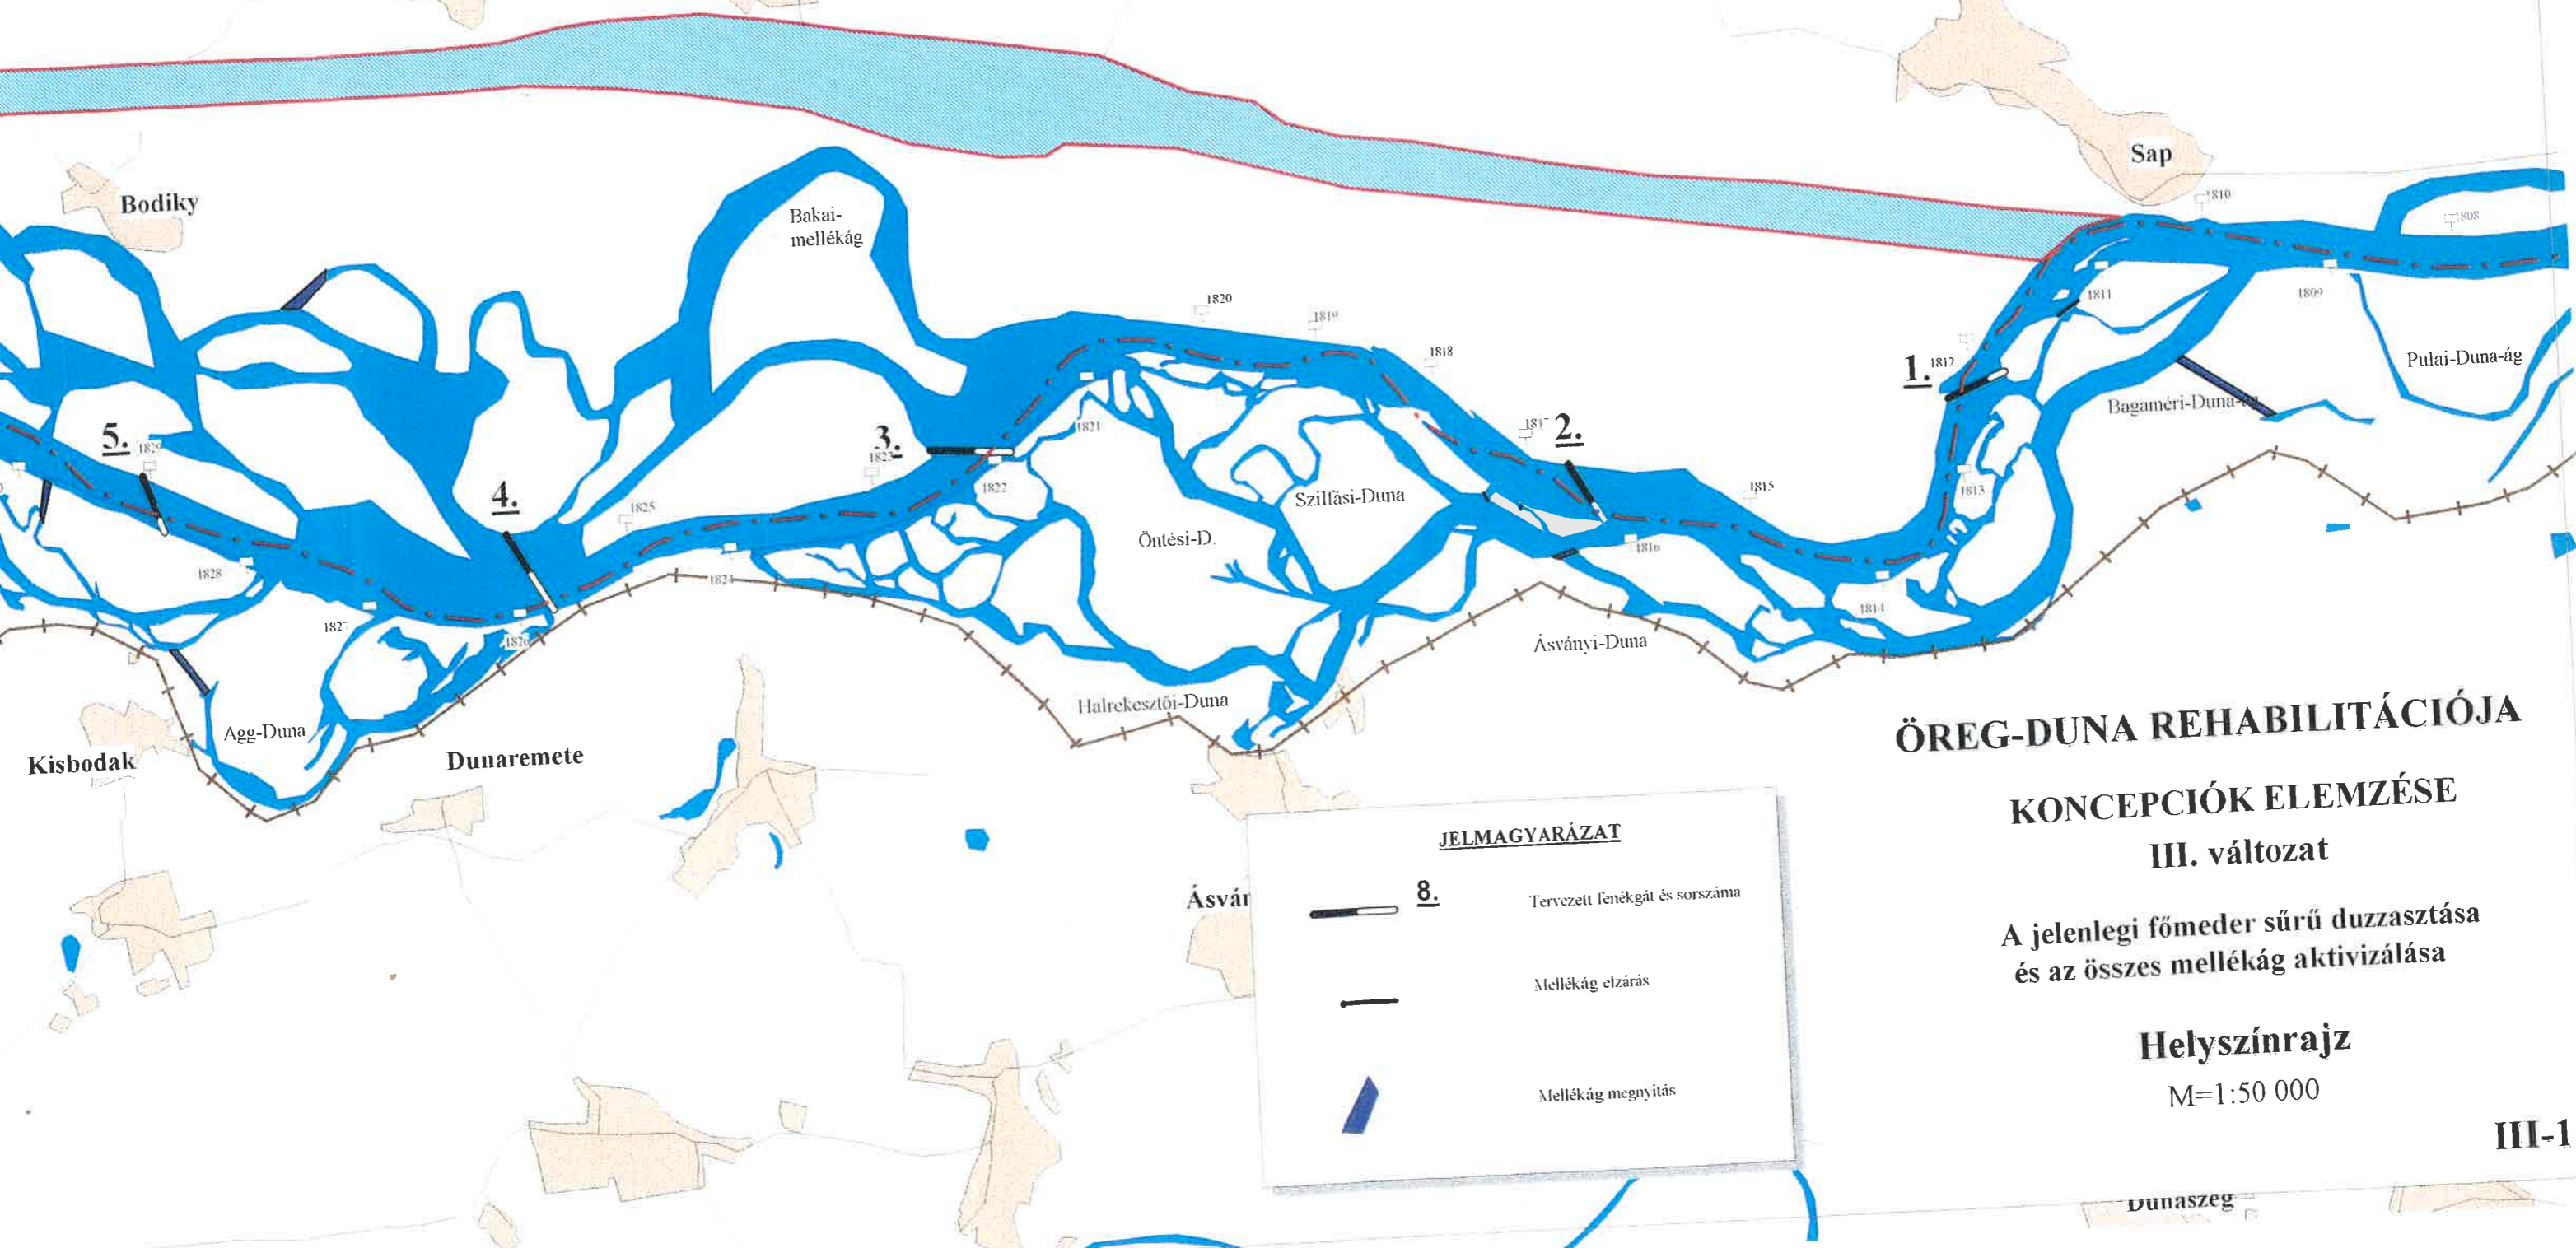 Sap
1810
1808
Bodiky
Bakai-
mellékág
1811
1809
1820
1819
1818
1812
1.
Pulai-Duna-ág
Bagaméri-Duna-
1821
2.
5.
1829
3.
1822
1813
4.
Szilfási-Duna
1815
1825
Öntési-D.
1816
1828
1824
1814
1827
1826
Ásványi-Duna
Halrekesztői-Duna
Agg-Duna
Kisbodak
Dunaremete
ÖREG-DUNA REHABILITÁCIÓJA
KONCEPCIÓK ELEMZÉSE
III. változat
A jelenlegi főmeder sűrű duzzasztása
és az összes mellékág aktivizálása
Helyszínrajz
M=1:50 000
III-1
JELMAGYARÁZAT
8.
Tervezett fenékgát és sorszáma
Mellékág elzárás
Mellékág megnyitás
Ásvár
Dunaszeg